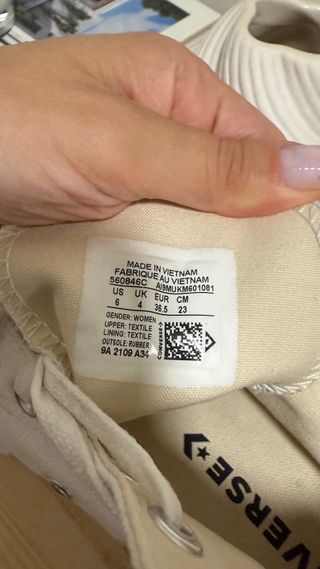 MADE IN VIETNAM
FABRIQUE AU VIETNAM
560846C AI9MUKM601081
US UK EUR CM
6 4 36.5 23
GENDER: WOMEN
UPPER: TEXTILE
LINING: TEXTILE
OUTSOLE: RUBBER
9A 2109 A34
CONVERSE
VERSE